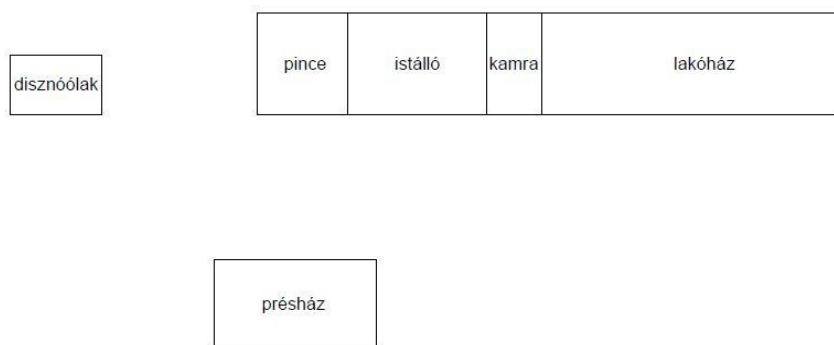 disznóólak
pince
istálló
kamra
lakóház
présház